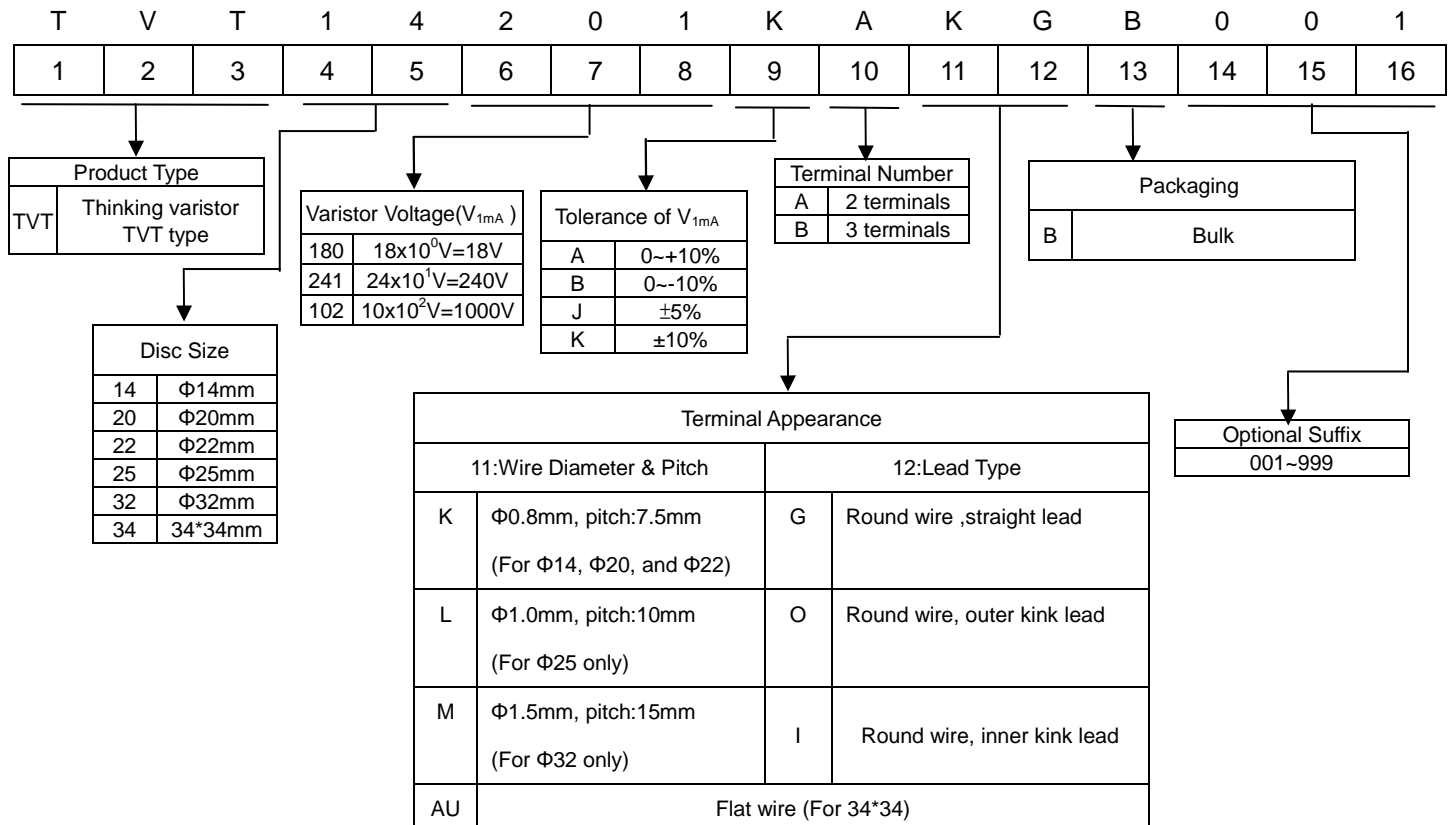 T V T 1 4 2 0 1 K A K G B 0 0 1
1 2 3 4 5 6 7 8 9 10 11 12 13 14 15 16
Product Type
TVT Thinking varistor TVT type
Disc Size
14 Φ14mm
20 Φ20mm
22 Φ22mm
25 Φ25mm
32 Φ32mm
34 34*34mm
Varistor Voltage(V1mA )
180 18x10⁰V=18V
241 24x10¹V=240V
102 10x10²V=1000V
Tolerance of V1mA
A 0~+10%
B 0~-10%
J ±5%
K ±10%
Terminal Number
A 2 terminals
B 3 terminals
Terminal Appearance
11:Wire Diameter & Pitch 12:Lead Type
K Φ0.8mm, pitch:7.5mm G Round wire ,straight lead
(For Φ14, Φ20, and Φ22)
L Φ1.0mm, pitch:10mm O Round wire, outer kink lead
(For Φ25 only)
M Φ1.5mm, pitch:15mm
(For Φ32 only)
I Round wire, inner kink lead
AU Flat wire (For 34*34)
Packaging
B Bulk
Optional Suffix
001~999